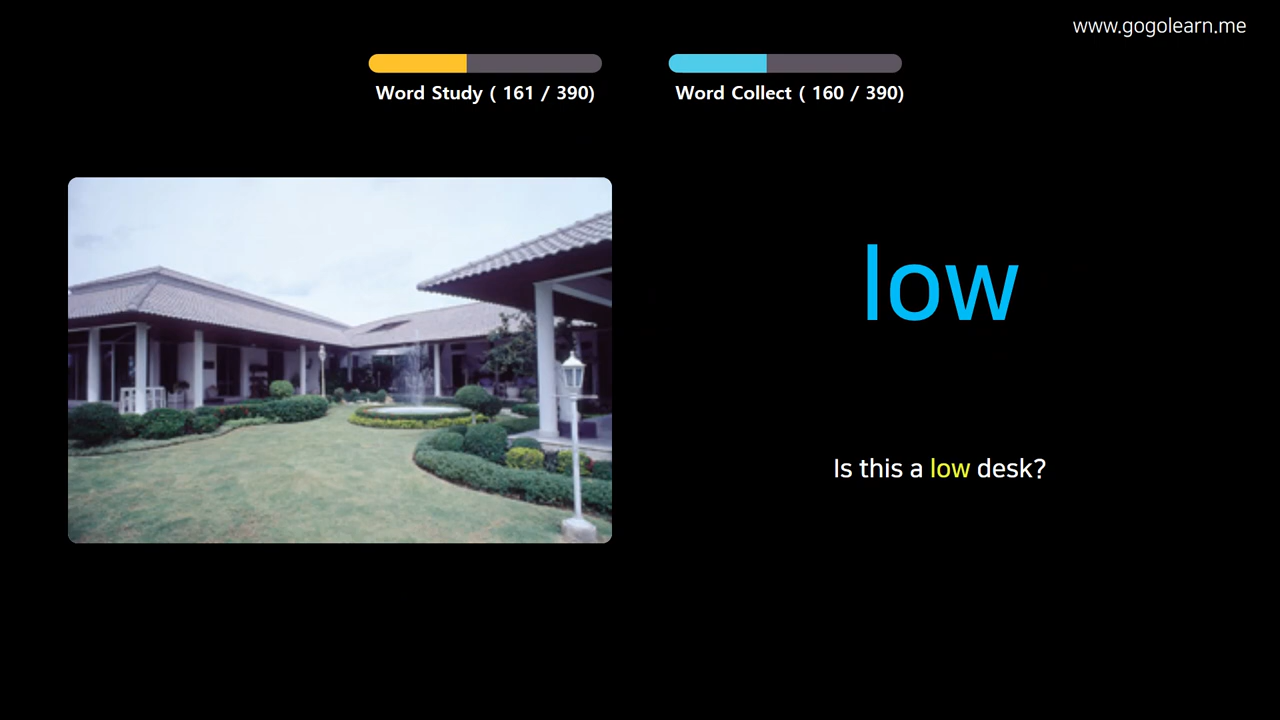 www.gogolearn.me
Word Study ( 161 / 390)
Word Collect ( 160 / 390)
low
Is this a low desk?